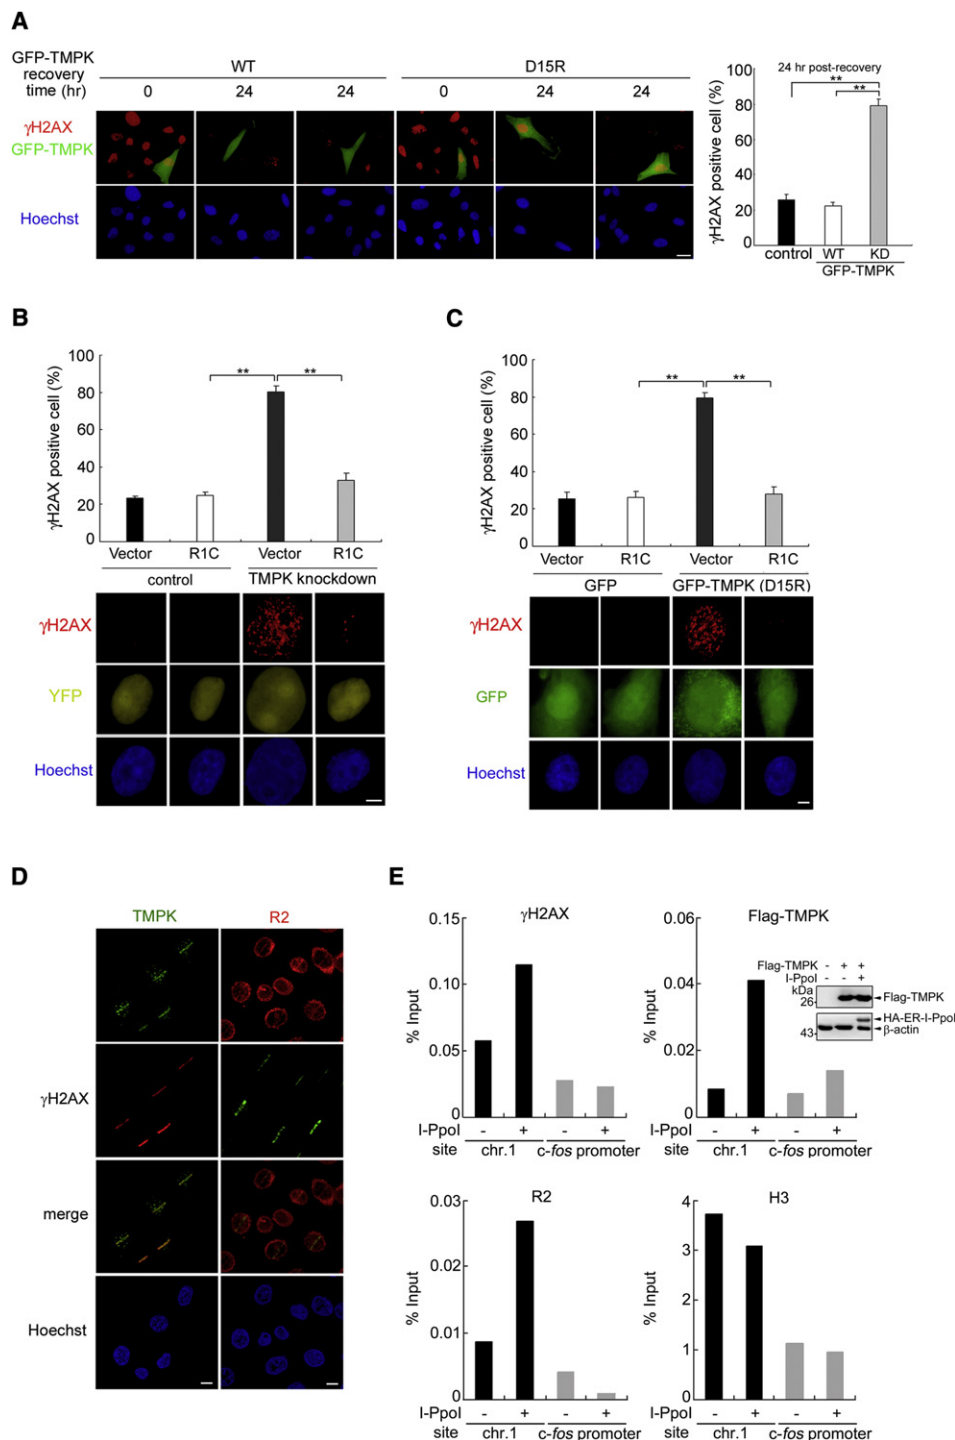 A
GFP-TMPK recovery time (hr)
WT
D15R
0 24 24 0 24 24
γH2AX
GFP-TMPK
Hoechst
24 hr post-recovery
**
**
γH2AX positive cell (%)
100
80
60
40
20
0
control WT KD
GFP-TMPK
B
γH2AX positive cell (%)
100
80
60
40
20
0
** **
Vector R1C Vector R1C
control TMPK knockdown
γH2AX
YFP
Hoechst
C
γH2AX positive cell (%)
100
80
60
40
20
0
** **
Vector R1C Vector R1C
GFP GFP-TMPK (D15R)
γH2AX
GFP
Hoechst
D
TMPK R2
γH2AX
merge
Hoechst
E
γH2AX
% Input
0.15
0.10
0.05
0
I-PpoI - + - +
site chr.1 c-fos promoter
Flag-TMPK
% Input
0.06
0.04
0.02
0
Flag-TMPK - + +
I-PpoI - - +
kDa
26
Flag-TMPK
HA-ER-I-PpoI
43
β-actin
I-PpoI - + - +
site chr.1 c-fos promoter
R2
% Input
0.03
0.02
0.01
0
I-PpoI - + - +
site chr.1 c-fos promoter
H3
% Input
4
3
2
1
0
I-PpoI - + - +
site chr.1 c-fos promoter